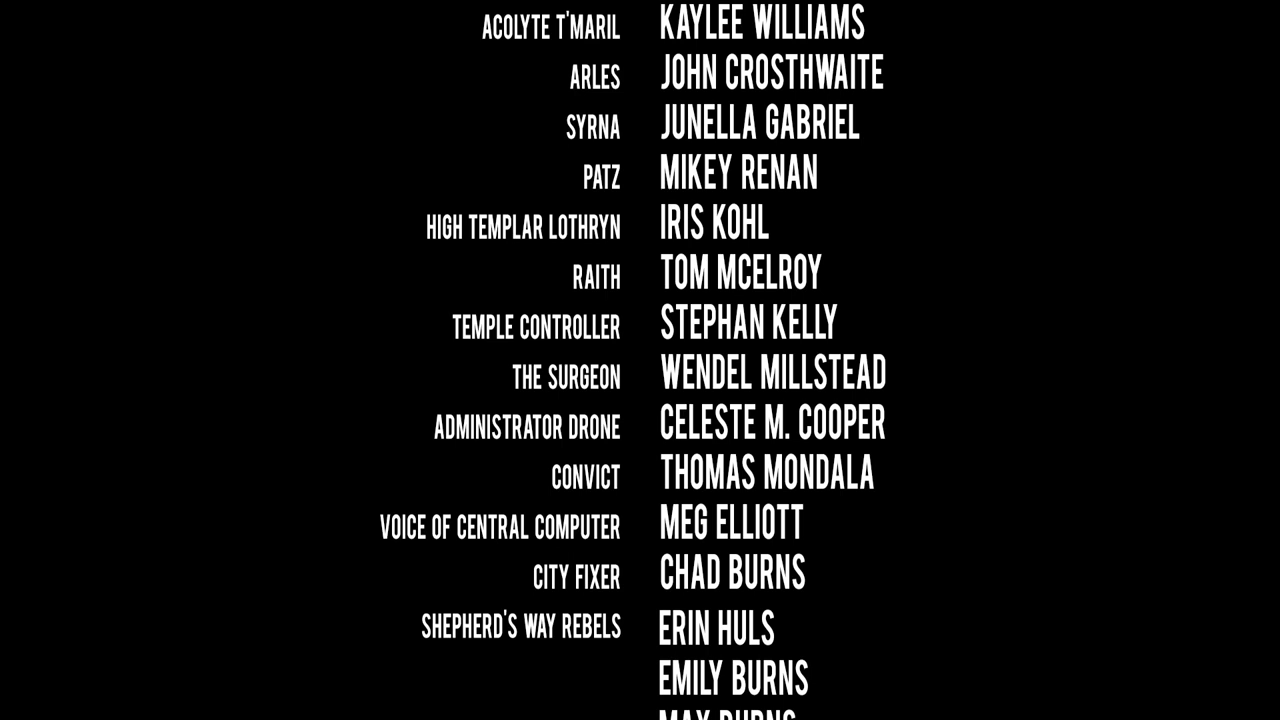 ACOLYTE T'MARIL KAYLEE WILLIAMS
ARLES JOHN CROSTHWAITE
SYRNA JUNELLA GABRIEL
PATZ MIKEY RENAN
HIGH TEMPLAR LOTHRYN IRIS KOHL
RAITH TOM MCELROY
TEMPLE CONTROLLER STEPHAN KELLY
THE SURGEON WENDEL MILLSTEAD
ADMINISTRATOR DRONE CELESTE M. COOPER
CONVICT THOMAS MONDALA
VOICE OF CENTRAL COMPUTER MEG ELLIOTT
CITY FIXER CHAD BURNS
SHEPHERD'S WAY REBELS ERIN HULS
EMILY BURNS
MAX BURNS